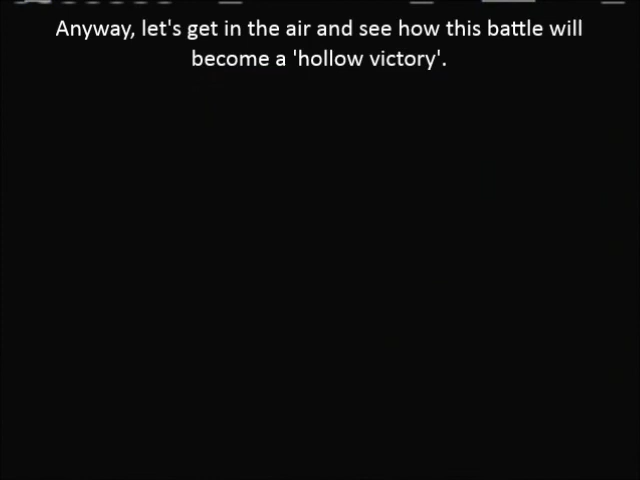 Anyway, let's get in the air and see how this battle will
become a 'hollow victory'.